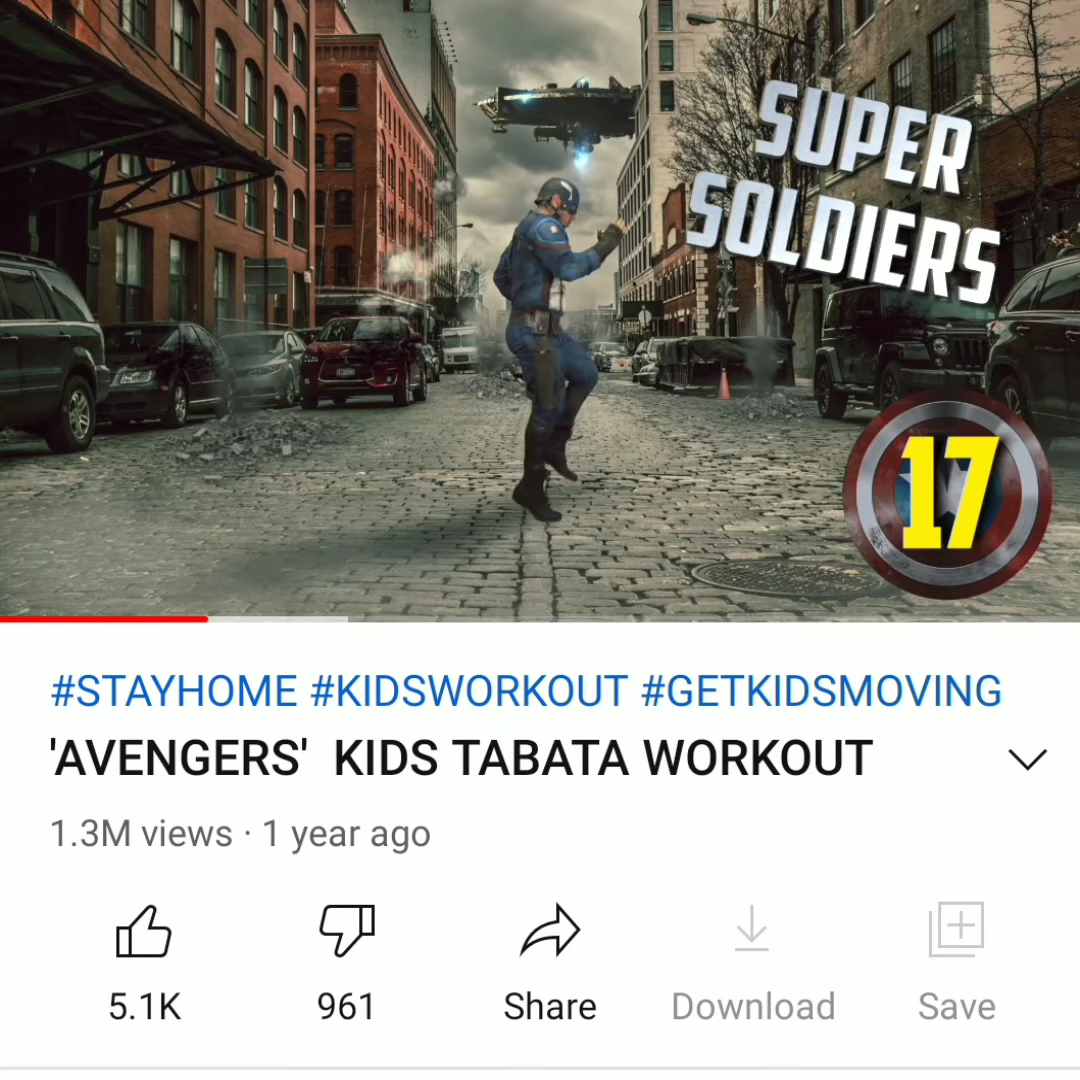 SUPER
SOLDIERS
17
#STAYHOME #KIDSWORKOUT #GETKIDSMOVING
'AVENGERS' KIDS TABATA WORKOUT
1.3M views · 1 year ago
5.1K 961 Share Download Save